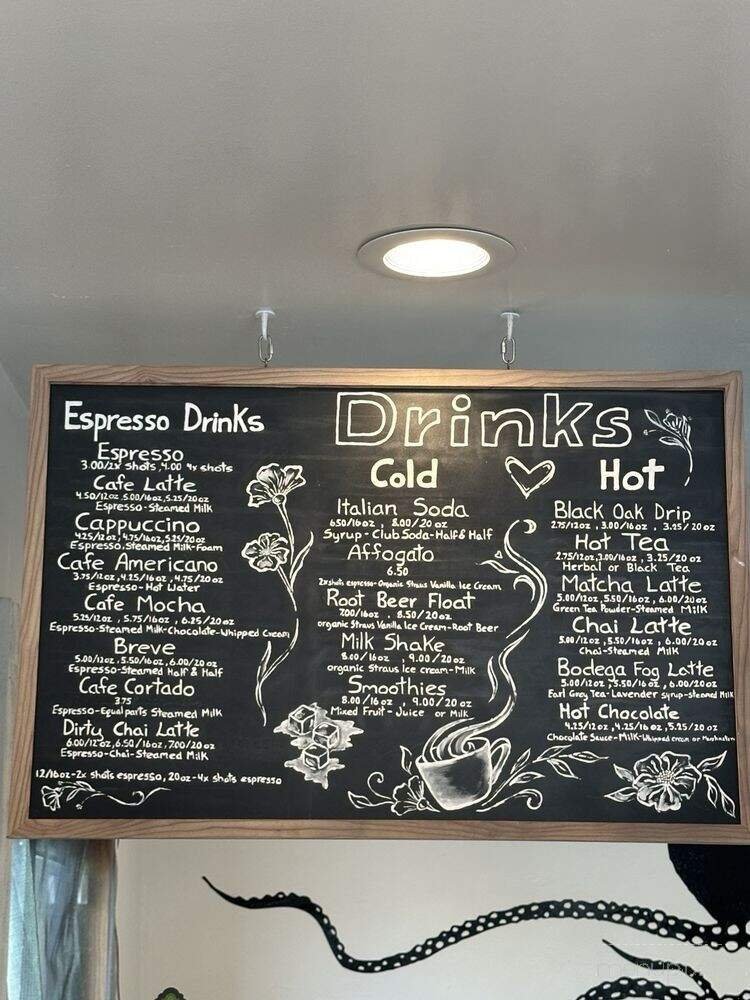 Drinks
Espresso Drinks
Espresso
3.00/2x shots, 4.00 4x shots
Cafe Latte
4.50/12oz, 5.00/16oz, 5.25/20oz
Espresso-Steamed Milk
Cappuccino
4.25/12oz, 4.75/16oz, 5.25/20oz
Espresso, Steamed Milk-Foam
Cafe Americano
3.75/12oz, 4.25/16oz, 4.75/20oz
Espresso-Hot Water
Cafe Mocha
5.25/12oz, 5.75/16oz, 6.25/20oz
Espresso-Steamed Milk-Chocolate-Whipped Cream
Breve
5.00/12oz, 5.50/16oz, 6.00/20oz
Espresso-Steamed Half & Half
Cafe Cortado
3.75
Espresso-Equal parts Steamed Milk
Dirty Chai Latte
6.00/12oz, 6.50/16oz, 7.00/20oz
Espresso-Chai-Steamed Milk
12/16oz-2x shots espresso, 20oz-4x shots espresso
Cold
Italian Soda
6.50/16oz, 8.00/20oz
Syrup-Club Soda-Half & Half
Affogato
6.50
2x shots espresso-Organic Straus Vanilla Ice Cream
Root Beer Float
7.00/16oz, 8.50/20oz
organic Straus Vanilla Ice Cream-Root Beer
Milk Shake
8.00/16oz, 9.00/20oz
organic Straus ice cream-Milk
Smoothies
8.00/16oz, 9.00/20oz
Mixed Fruit-Juice or Milk
Hot
Black Oak Drip
2.75/12oz, 3.00/16oz, 3.25/20oz
Hot Tea
2.75/12oz, 3.00/16oz, 3.25/20oz
Herbal or Black Tea
Matcha Latte
5.00/12oz, 5.50/16oz, 6.00/20oz
Green Tea Powder-Steamed Milk
Chai Latte
5.00/12oz, 5.50/16oz, 6.00/20oz
Chai-Steamed Milk
Bodega Fog Latte
5.00/12oz, 5.50/16oz, 6.00/20oz
Earl Grey Tea-Lavender syrup-steamed Milk
Hot Chocolate
4.25/12oz, 4.25/16oz, 5.25/20oz
Chocolate Sauce-Milk-Whipped cream or Marshmallow